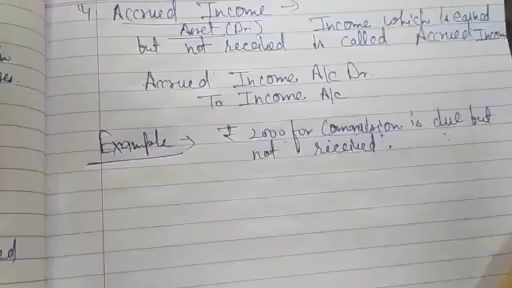 4) Accrued Income →
Asset (Dr) Income which is earned
but not received is called Accrued Income
Accrued Income A/c Dr.
To Income A/c
Example → ₹ 2000 for Commission is due but
not received.